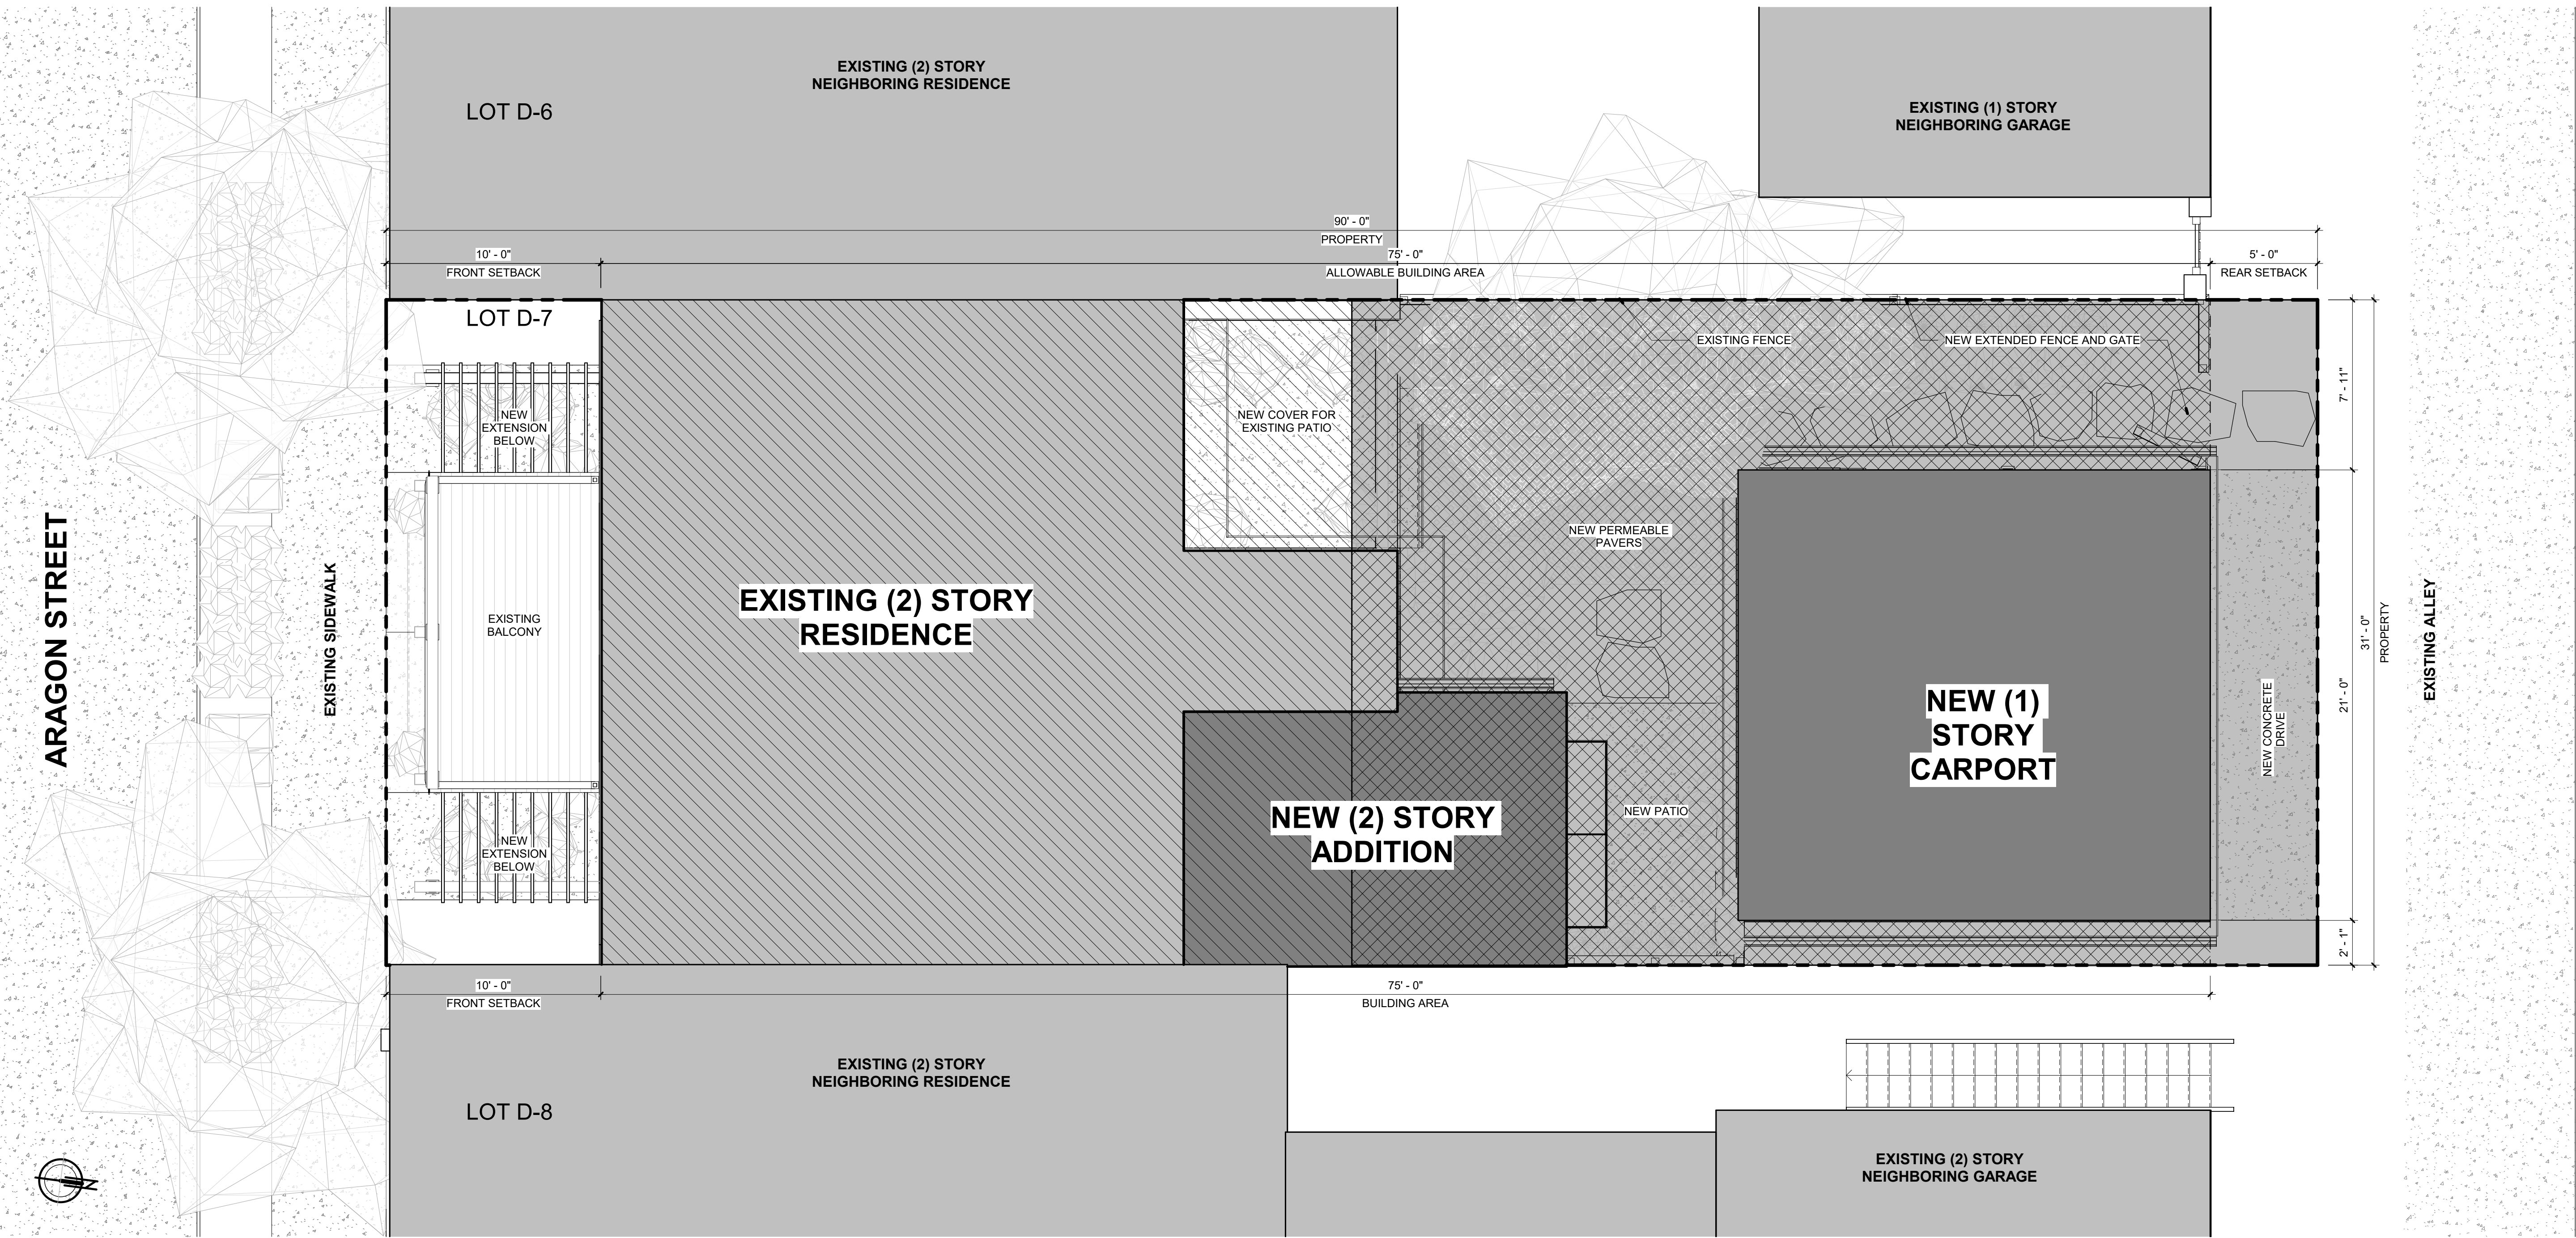 EXISTING (2) STORY
NEIGHBORING RESIDENCE
LOT D-6
EXISTING (1) STORY
NEIGHBORING GARAGE
90' - 0"
PROPERTY
10' - 0"
FRONT SETBACK
75' - 0"
ALLOWABLE BUILDING AREA
5' - 0"
REAR SETBACK
LOT D-7
EXISTING FENCE
NEW EXTENDED FENCE AND GATE
7' - 11"
NEW
EXTENSION
BELOW
NEW COVER FOR
EXISTING PATIO
NEW PERMEABLE
PAVERS
ARAGON STREET
EXISTING SIDEWALK
EXISTING
BALCONY
EXISTING (2) STORY
RESIDENCE
NEW (1)
STORY
CARPORT
NEW CONCRETE
DRIVE
21' - 0"
31' - 0"
PROPERTY
EXISTING ALLEY
NEW (2) STORY
ADDITION
NEW PATIO
NEW
EXTENSION
BELOW
2' - 1"
10' - 0"
FRONT SETBACK
75' - 0"
BUILDING AREA
EXISTING (2) STORY
NEIGHBORING RESIDENCE
LOT D-8
EXISTING (2) STORY
NEIGHBORING GARAGE